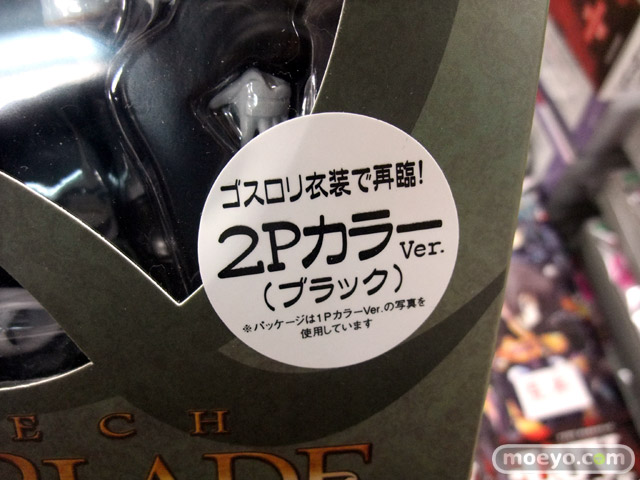 ゴスロリ衣装で再臨!
2Pカラー Ver.
(ブラック)
※パッケージは1PカラーVer.の写真を
使用しています
ECH
BLADE
moeyo.com